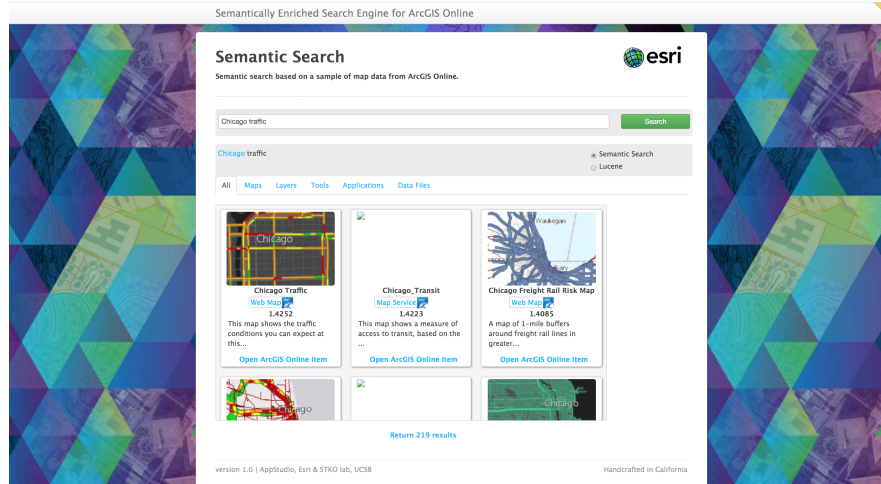 Semantically Enriched Search Engine for ArcGIS Online
Semantic Search
esri
Semantic search based on a sample of map data from ArcGIS Online.
Chicago traffic
Search
Chicago traffic
Semantic Search
Lucene
All Maps Layers Tools Applications Data Files
Chicago
Waukegan
Chicago Traffic
Web Map
1.4252
This map shows the traffic
conditions you can expect at
this...
Open ArcGIS Online Item
Chicago_Transit
Map Service
1.4223
This map shows a measure of
access to transit, based on the
...
Open ArcGIS Online Item
Chicago Freight Rail Risk Map
Web Map
1.4085
A map of 1-mile buffers
around freight rail lines in
greater...
Open ArcGIS Online Item
Chicago
Chicago
Return 219 results
version 1.0 | AppStudio, Esri & STKO lab, UCSB
Handcrafted in California